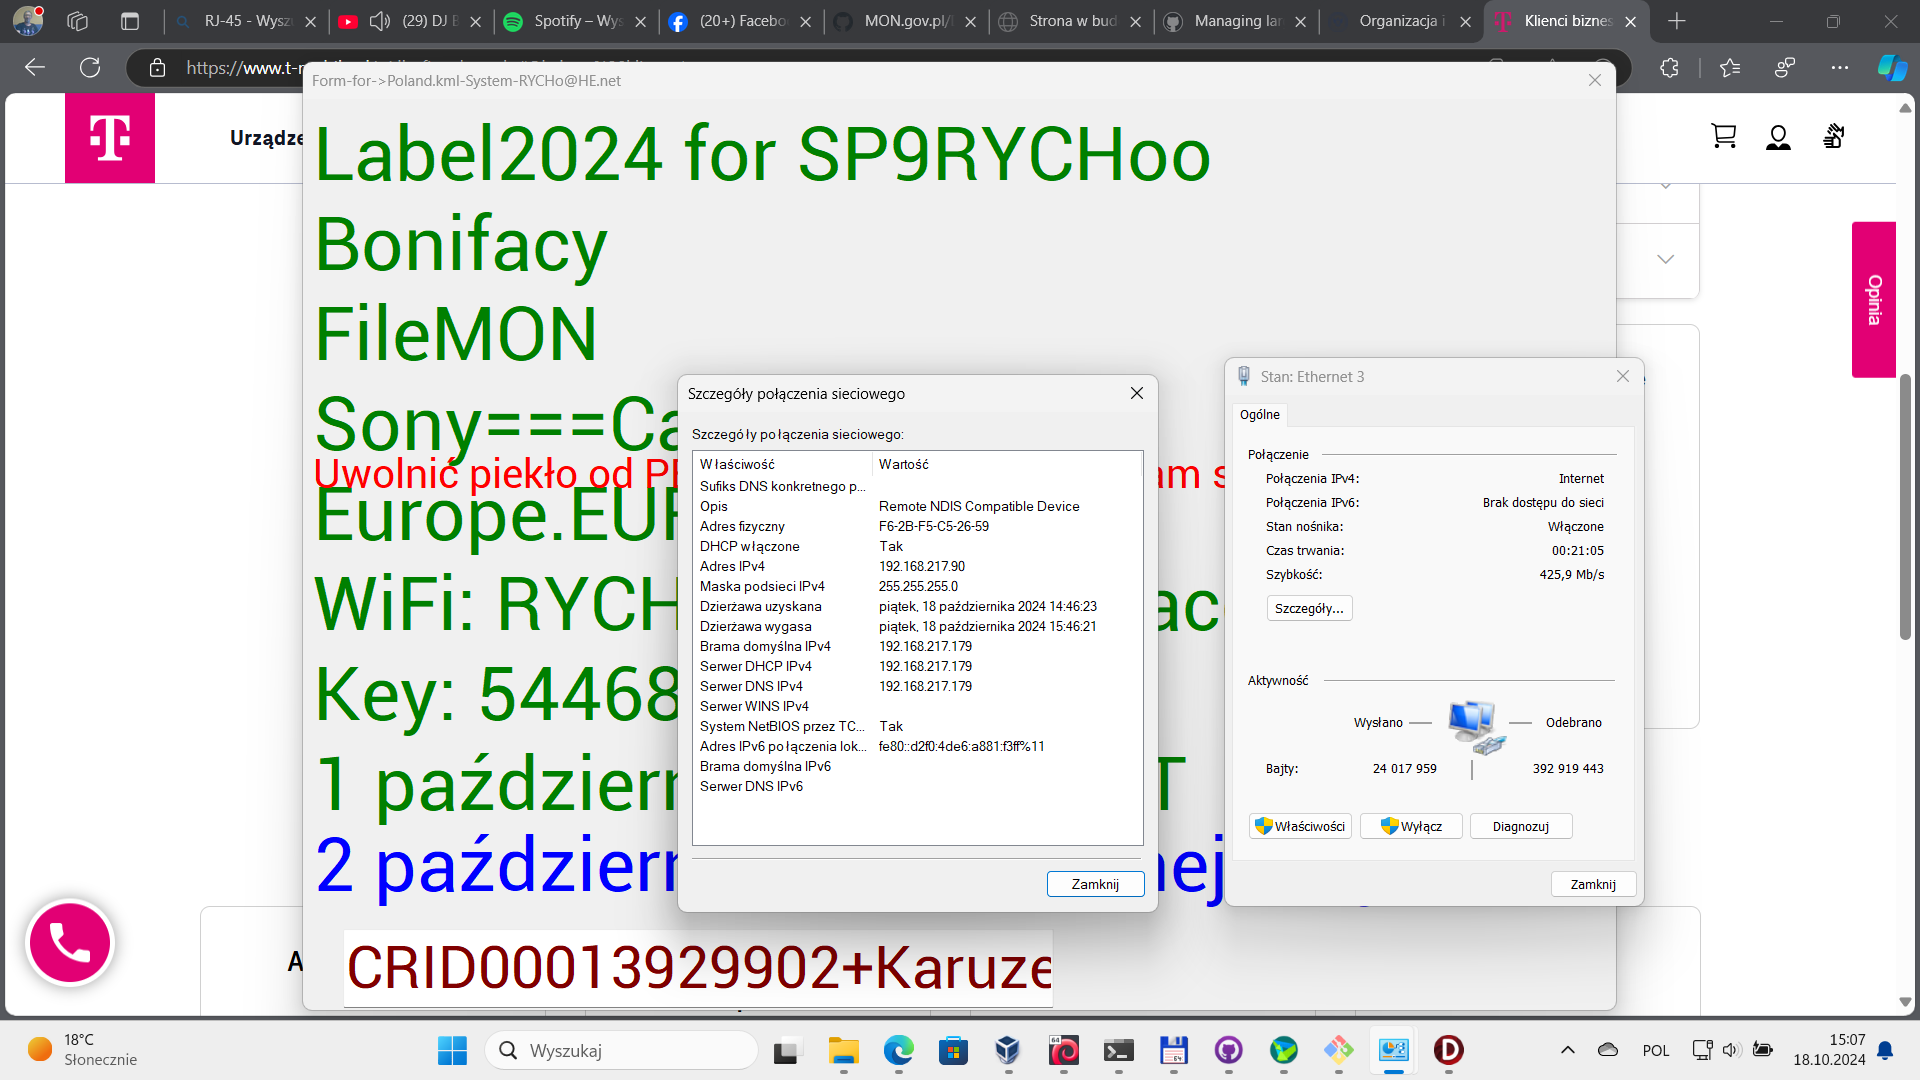 RJ-45 - Wysz
(29) DJ B
Spotify – Wys
(20+) Facebo
MON.gov.pl/
Strona w bud
Managing lar
Organizacja i
Klienci biznes
https://www.t-
Form-for->Poland.kml-System-RYCHo@HE.net
Urządze
Opinia
Label2024 for SP9RYCHoo
Bonifacy
FileMON
Sony===Ca
Uwolnić piekło od
am s
Europe.EU
WiFi: RYCH
Key: 54468
1 październ
T
2 październ
nej
CRID00013929902+Karuze
A
Szczegóły połączenia sieciowego
Szczegóły połączenia sieciowego:
Właściwość Wartość
Sufiks DNS konkretnego p...
Opis Remote NDIS Compatible Device
Adres fizyczny F6-2B-F5-C5-26-59
DHCP włączone Tak
Adres IPv4 192.168.217.90
Maska podsieci IPv4 255.255.255.0
Dzierżawa uzyskana piątek, 18 października 2024 14:46:23
Dzierżawa wygasa piątek, 18 października 2024 15:46:21
Brama domyślna IPv4 192.168.217.179
Serwer DHCP IPv4 192.168.217.179
Serwer DNS IPv4 192.168.217.179
Serwer WINS IPv4
System NetBIOS przez TC... Tak
Adres IPv6 połączenia lok... fe80::d2f0:4de6:a881:f3ff%11
Brama domyślna IPv6
Serwer DNS IPv6
Zamknij
Stan: Ethernet 3
Ogólne
Połączenie
Połączenia IPv4: Internet
Połączenia IPv6: Brak dostępu do sieci
Stan nośnika: Włączone
Czas trwania: 00:21:05
Szybkość: 425,9 Mb/s
Szczegóły...
Aktywność
Wysłano — — Odebrano
Bajty: 24 017 959 | 392 919 443
Właściwości
Wyłącz
Diagnozuj
Zamknij
18°C
Słonecznie
Wyszukaj
64
64
POL
15:07
18.10.2024